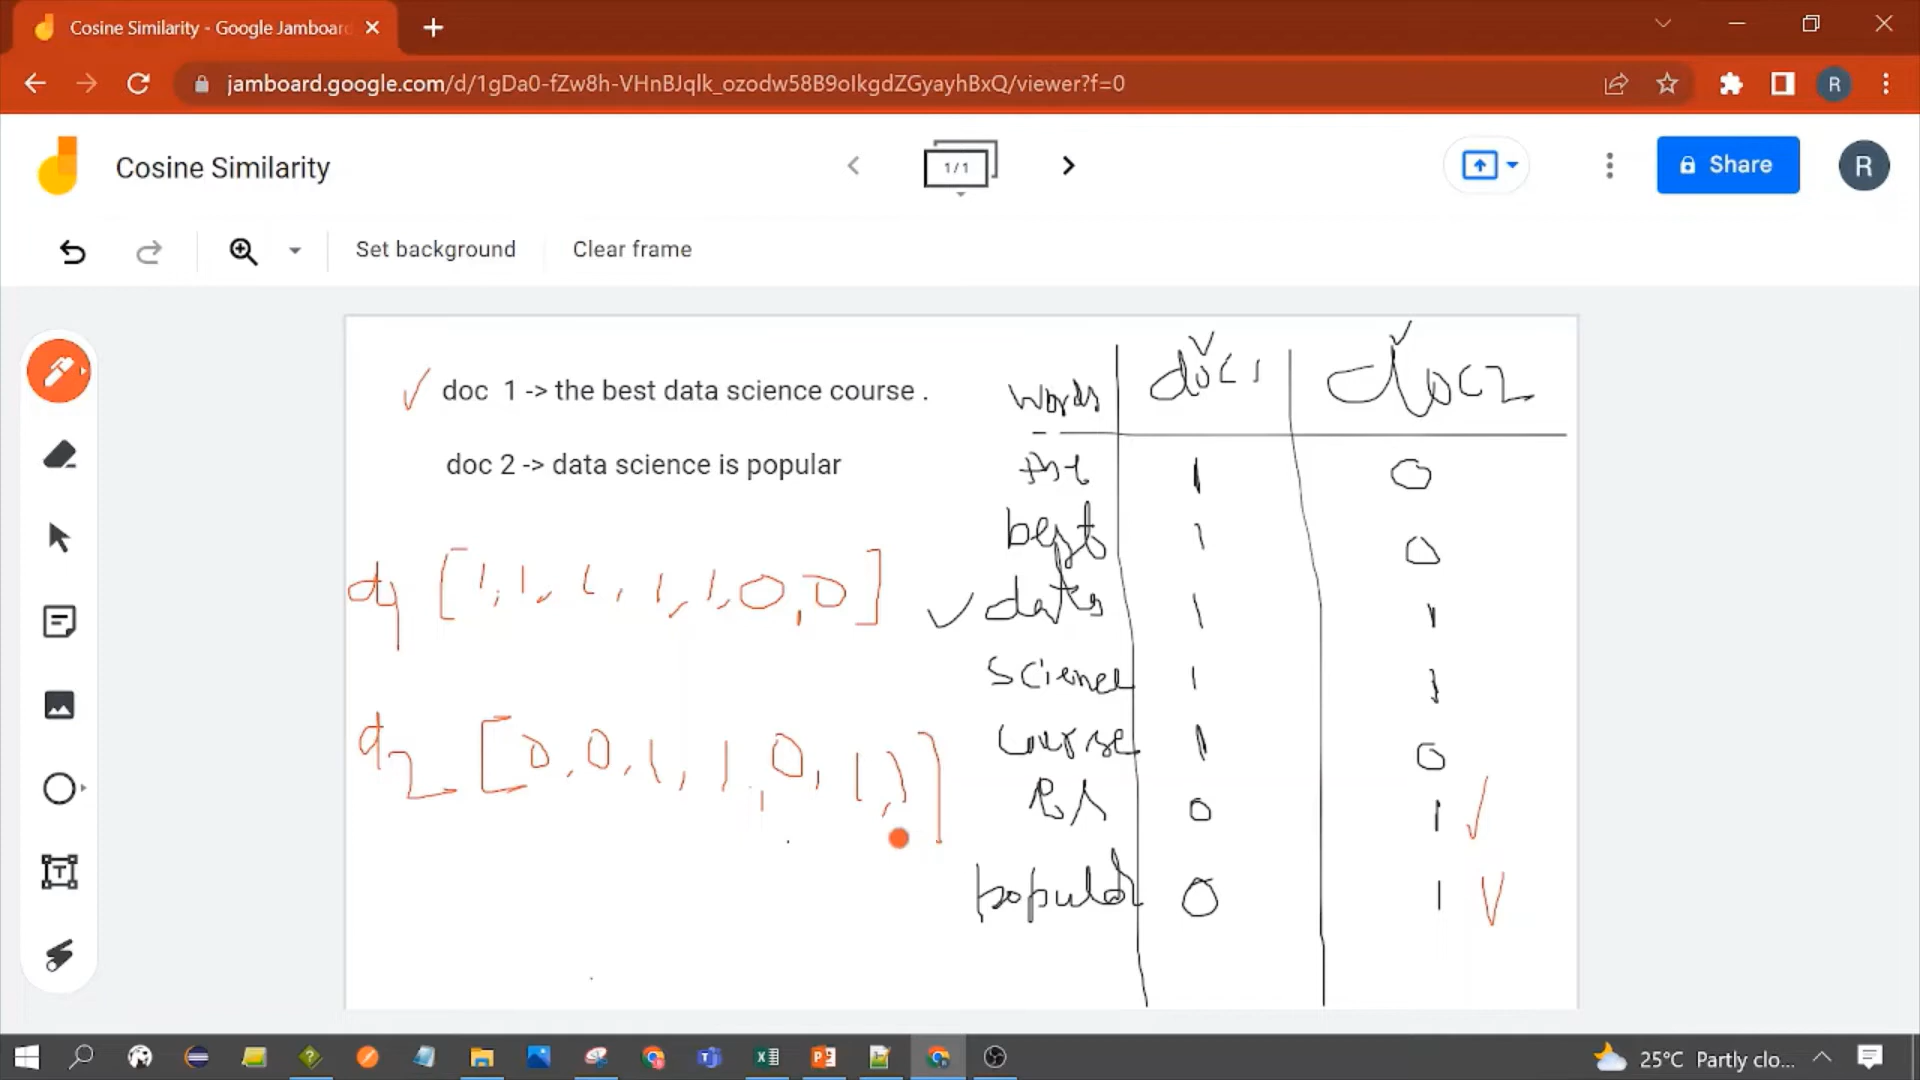 Cosine Similarity - Google Jamboard
jamboard.google.com/d/1gDa0-fZw8h-VHnBJqlk_ozodw58B9oIkgdZGyayhBxQ/viewer?f=0
R
Cosine Similarity
1/1
Share
R
Set background
Clear frame
doc 1 -> the best data science course .
doc 2 -> data science is popular
d1 [1, 1, 1, 1, 1, 0, 0]
d2 [0, 0, 1, 1, 0, 1, 1]
words doc1 doc2
the 1 0
best 1 0
data 1 1
science 1 1
course 1 0
is 0 1
popular 0 1
25°C Partly clo...